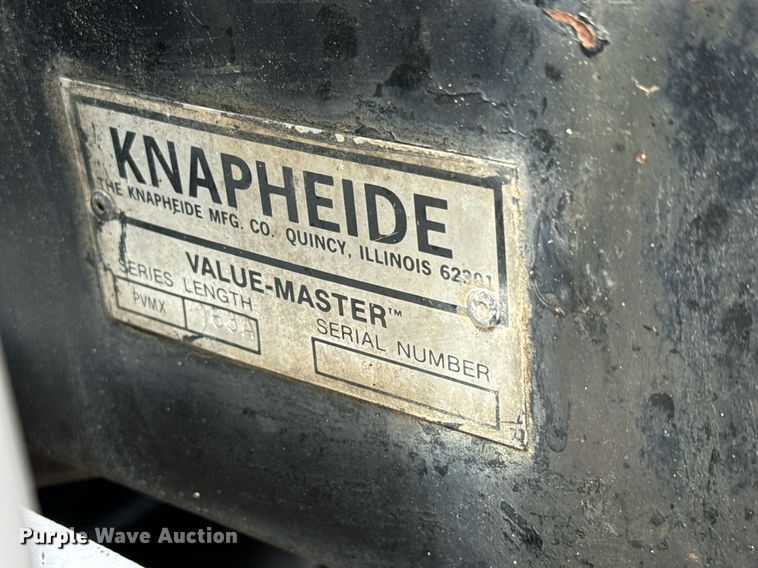 KNAPHEIDE
THE KNAPHEIDE MFG. CO. QUINCY, ILLINOIS 62301
VALUE-MASTER™
SERIES LENGTH
PVMX
SERIAL NUMBER
Purple Wave Auction®